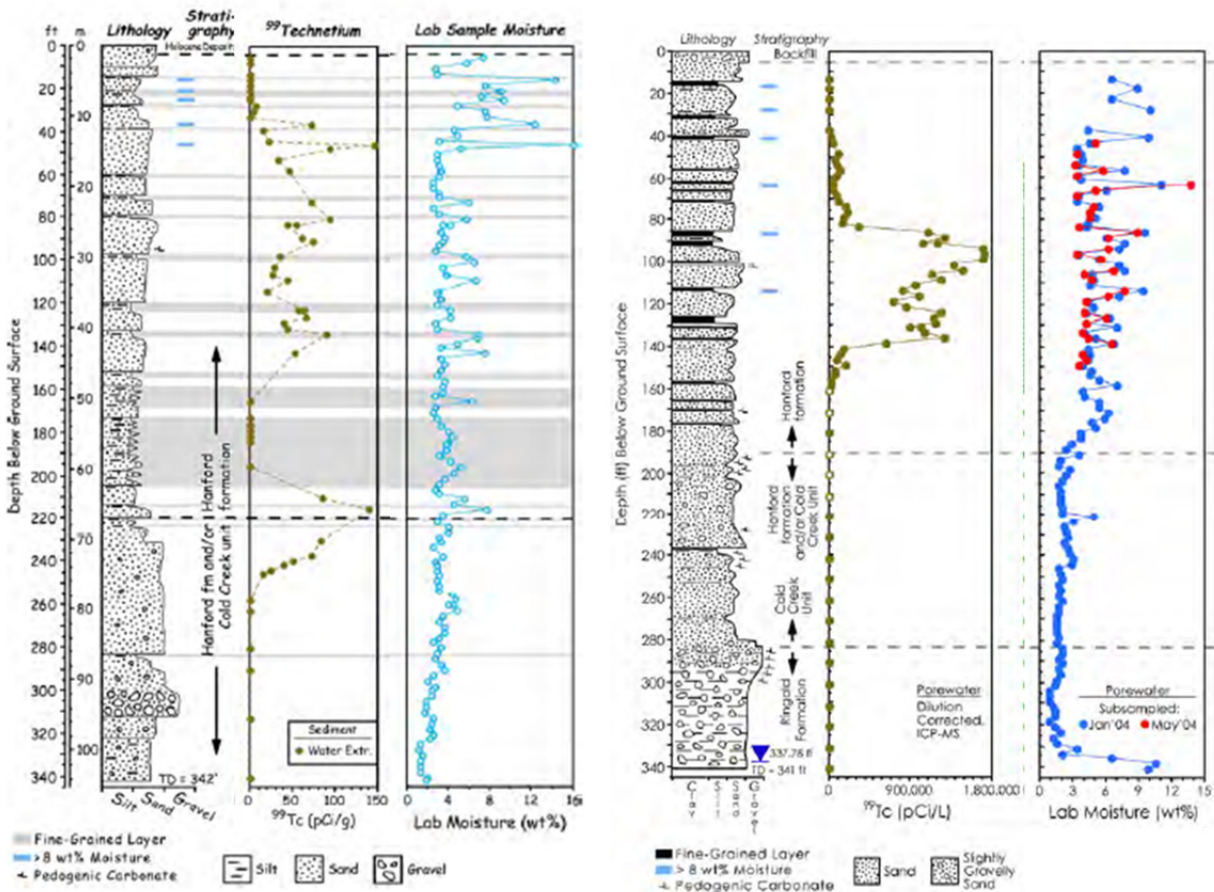 ft m Lithology Strati-
graphy 99Technetium Lab Sample Moisture
Holocene Deposits
0 0
20
40 10
60
20
80
100 30
120
40
140
160 50
180
200 60
220
70
240
260 80
280
90
300
320
100
340
Depth Below Ground Surface
Hanford formation
Hanford fm and/or Cold Creek unit
Sediment
Water Extr.
TD = 342'
Silt Sand Gravel
0 50 100 150
99Tc (pCi/g)
0 4 8 12 16
Lab Moisture (wt%)
Fine-Grained Layer
>8 wt% Moisture
Pedogenic Carbonate
Silt
Sand
Gravel
Lithology Stratigraphy
Backfill
0
20
40
60
80
100
120
140
160
180
200
220
240
260
280
300
320
340
Depth (ft) Below Ground Surface
Hanford
formation
Hanford
formation
and/or Cold
Creek Unit
Cold
Creek
Unit
Ringold
Formation
337.76 ft
TD = 341 ft
Clay
Silt
Sand
Gravel
Porewater
Dilution
Corrected,
ICP-MS
0 900,000 1,800,000
99Tc (pCi/L)
Porewater
Subsampled:
Jan'04 May'04
0 3 6 9 12 15
Lab Moisture (wt%)
Fine-Grained Layer
> 8 wt% Moisture
Pedogenic Carbonate
Sand
Slightly
Gravelly
Sand